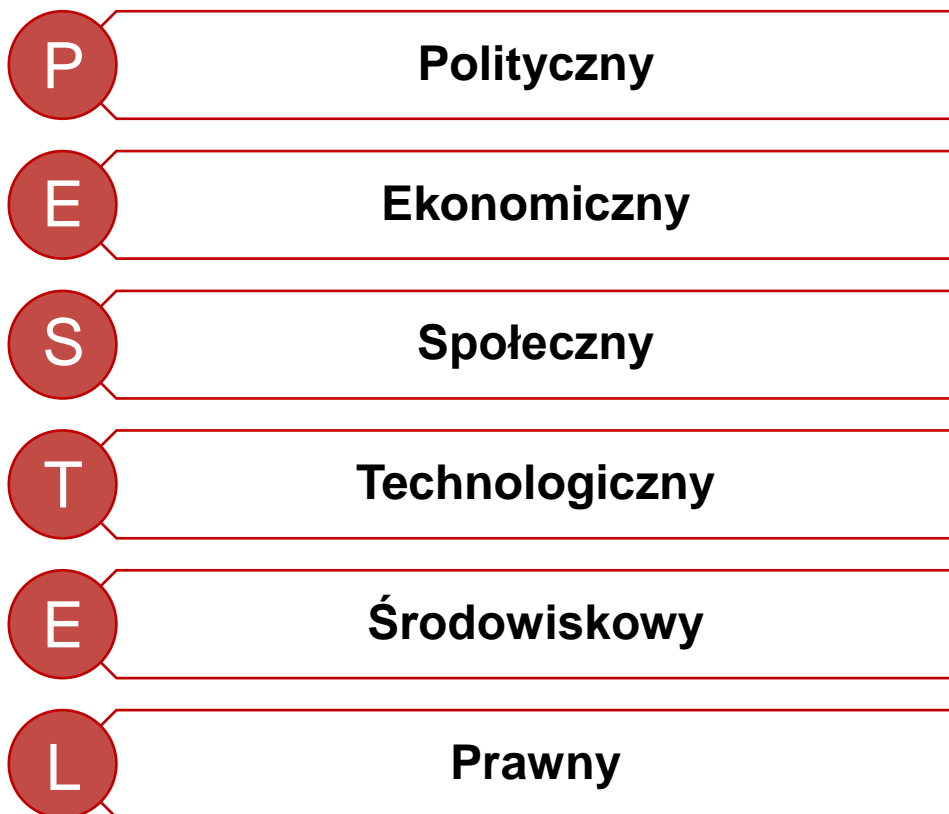 P
Polityczny
E
Ekonomiczny
S
Społeczny
T
Technologiczny
E
Środowiskowy
L
Prawny